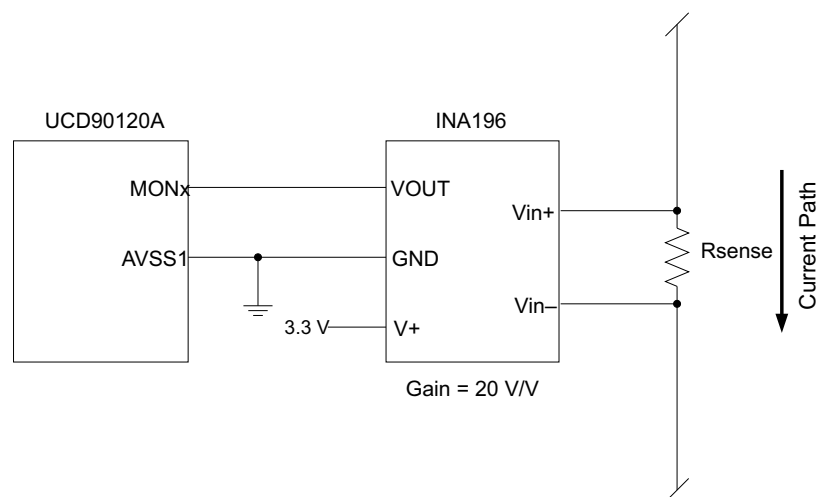 UCD90120A
INA196
MONx
VOUT
Vin+
AVSS1
GND
Rsense
Current Path
Vin–
3.3 V
V+
Gain = 20 V/V